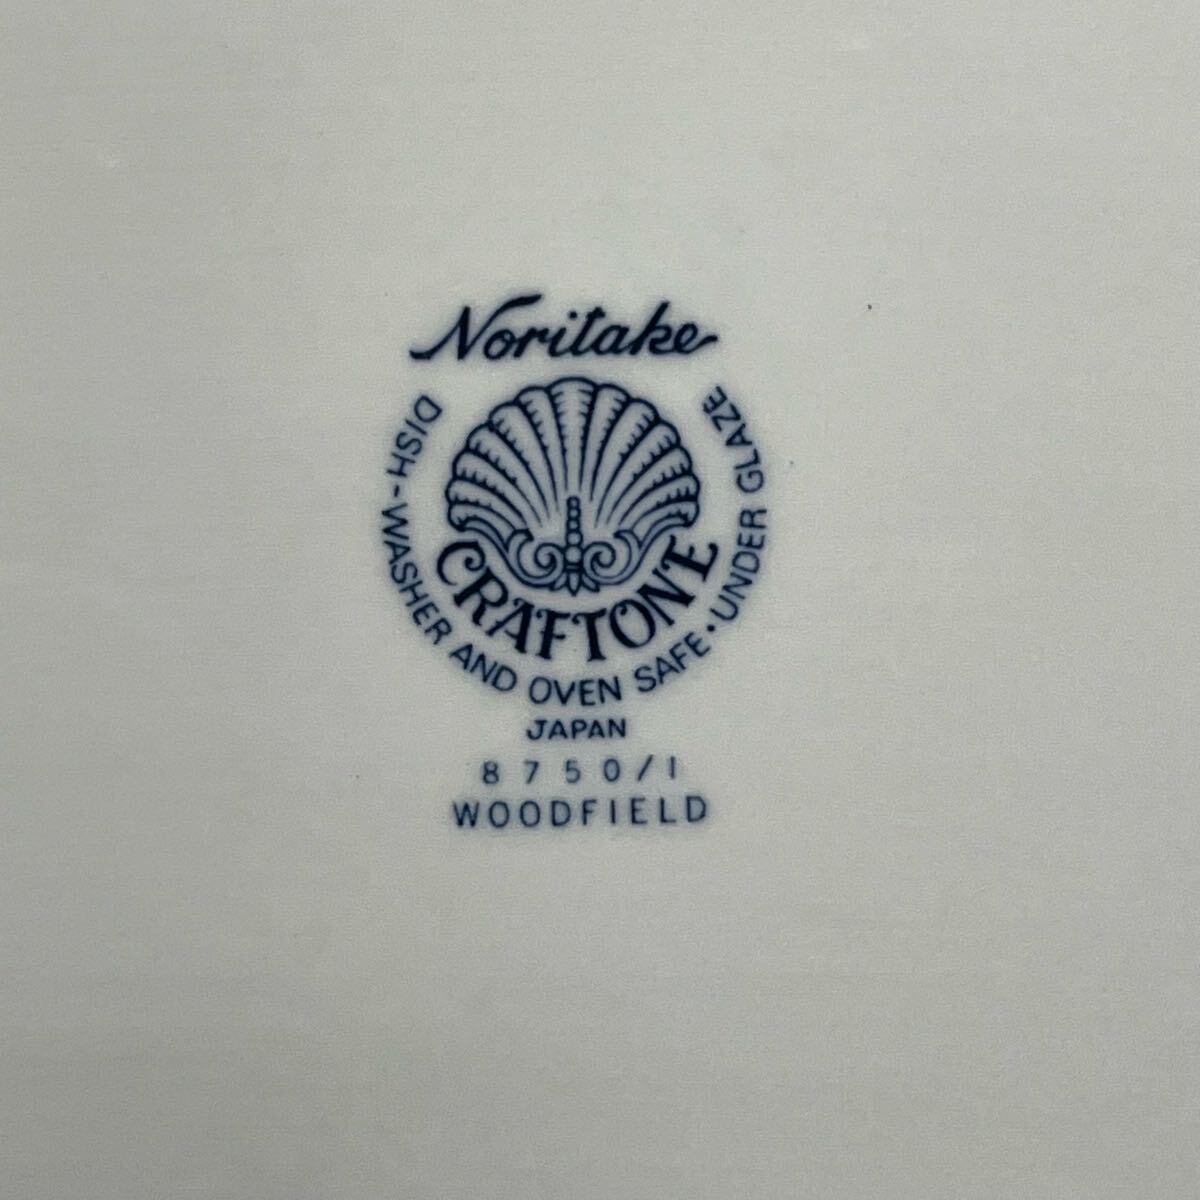 Noritake
CRAFTONE
DISH-WASHER AND OVEN SAFE·UNDER GLAZE
JAPAN
8750/1
WOODFIELD